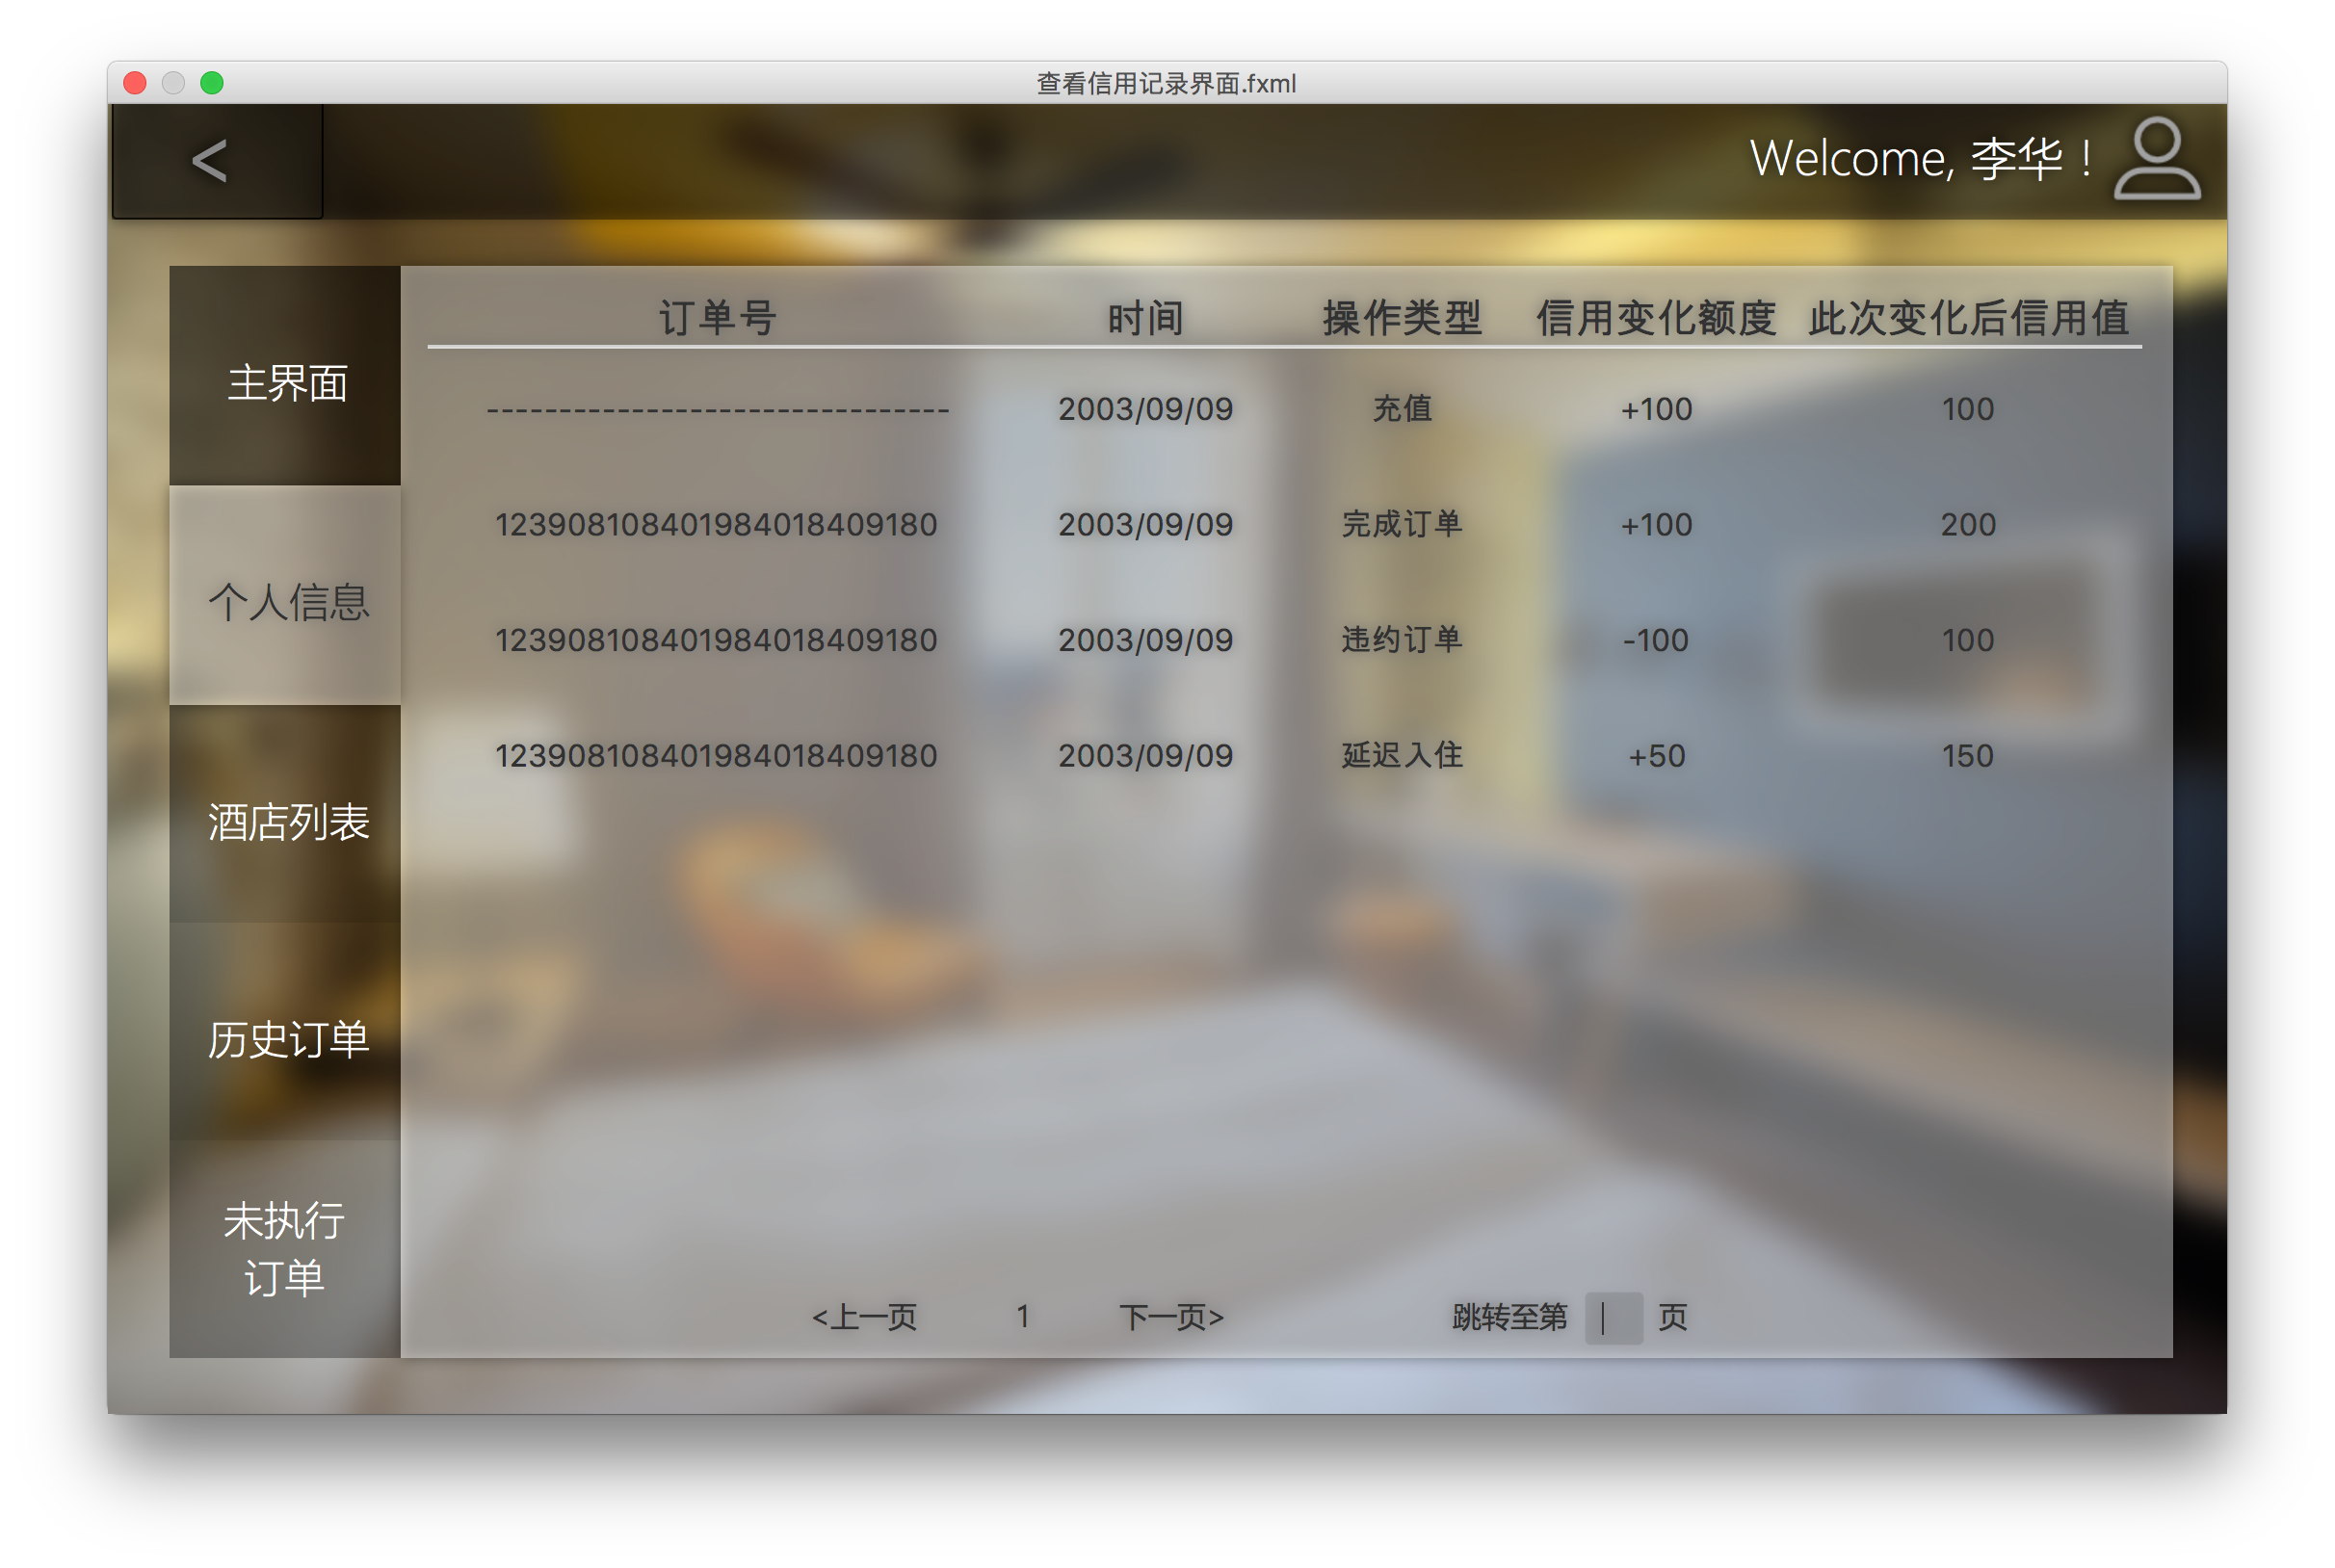 查看信用记录界面.fxml
<
Welcome, 李华！
主界面
个人信息
酒店列表
历史订单
未执行
订单
订单号 时间 操作类型 信用变化额度 此次变化后信用值
-------------------------------- 2003/09/09 充值 +100 100
123908108401984018409180 2003/09/09 完成订单 +100 200
123908108401984018409180 2003/09/09 违约订单 -100 100
123908108401984018409180 2003/09/09 延迟入住 +50 150
<上一页 1 下一页> 跳转至第 页